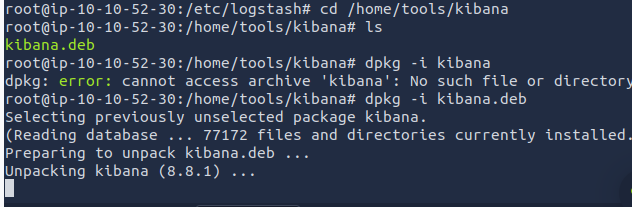 root@ip-10-10-52-30:/etc/logstash# cd /home/tools/kibana
root@ip-10-10-52-30:/home/tools/kibana# ls
kibana.deb
root@ip-10-10-52-30:/home/tools/kibana# dpkg -i kibana
dpkg: error: cannot access archive 'kibana': No such file or directory
root@ip-10-10-52-30:/home/tools/kibana# dpkg -i kibana.deb
Selecting previously unselected package kibana.
(Reading database ... 77172 files and directories currently installed.
Preparing to unpack kibana.deb ...
Unpacking kibana (8.8.1) ...